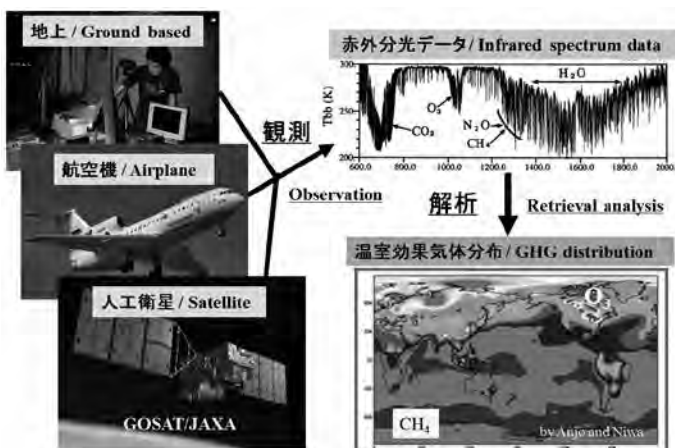 地上 / Ground based
航空機 / Airplane
人工衛星 / Satellite
GOSAT/JAXA
観測
Observation
赤外分光データ/ Infrared spectrum data
Tbb (K)
300
250
200
CO₂
O₃
N₂O
CH₄
H₂O
600.0 800.0 1000.0 1200.0 1400.0 1600.0 1800.0 2000.0
解析
Retrieval analysis
温室効果気体分布/ GHG distribution
CH₄
by Anjo and Niwa